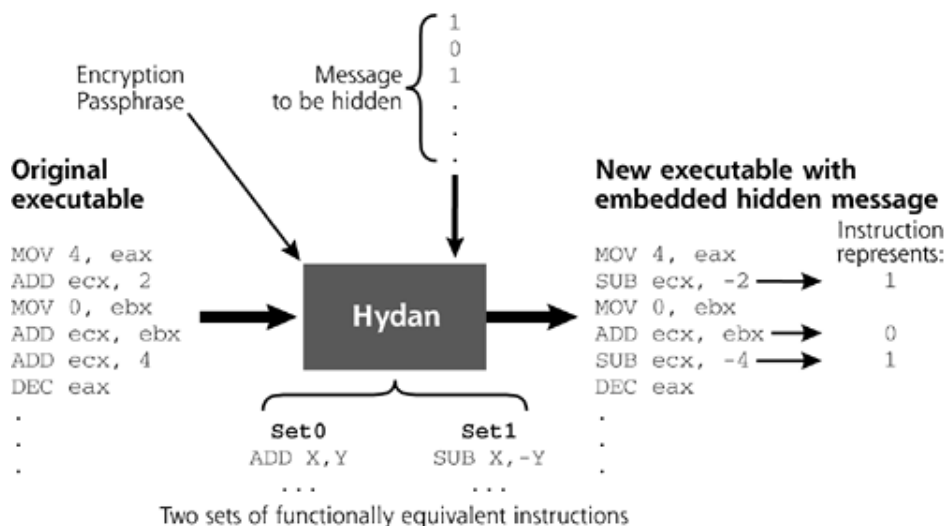 1
0
1
.
.
.
Message
to be hidden
Encryption
Passphrase
Original
executable
MOV 4, eax
ADD ecx, 2
MOV 0, ebx
ADD ecx, ebx
ADD ecx, 4
DEC eax
.
.
.
Hydan
Set0
ADD X,Y
...
Set1
SUB X,-Y
...
Two sets of functionally equivalent instructions
New executable with
embedded hidden message
Instruction
represents:
MOV 4, eax
SUB ecx, -2 1
MOV 0, ebx
ADD ecx, ebx 0
SUB ecx, -4 1
DEC eax
.
.
.